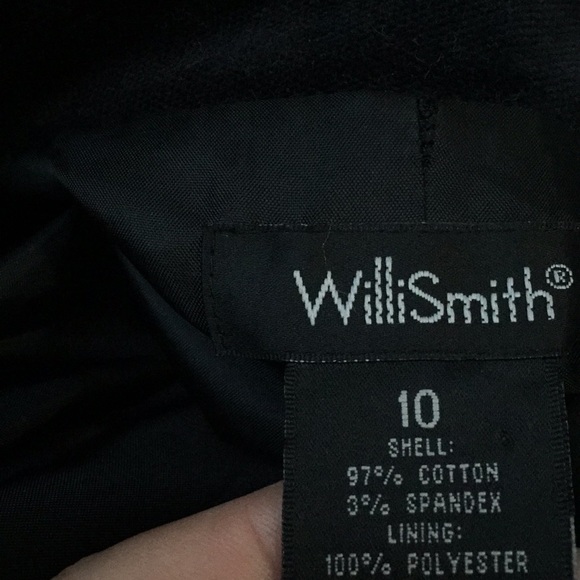 WilliSmith®
10
SHELL:
97% COTTON
3% SPANDEX
LINING:
100% POLYESTER